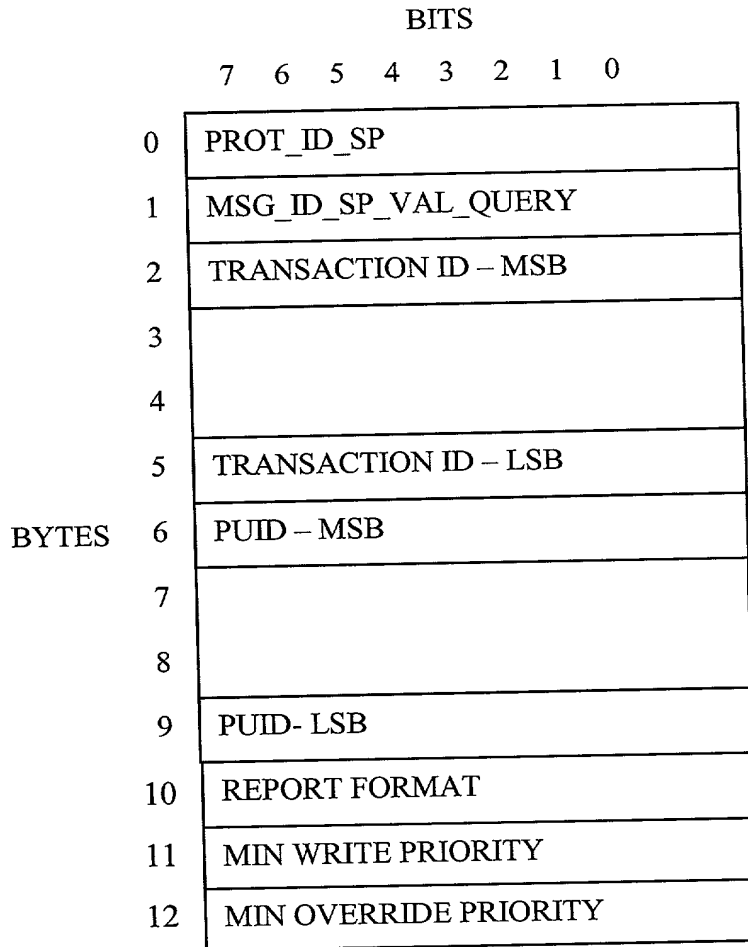 BITS
7 6 5 4 3 2 1 0
0 PROT_ID_SP
1 MSG_ID_SP_VAL_QUERY
2 TRANSACTION ID – MSB
3
4
5 TRANSACTION ID – LSB
BYTES 6 PUID – MSB
7
8
9 PUID- LSB
10 REPORT FORMAT
11 MIN WRITE PRIORITY
12 MIN OVERRIDE PRIORITY